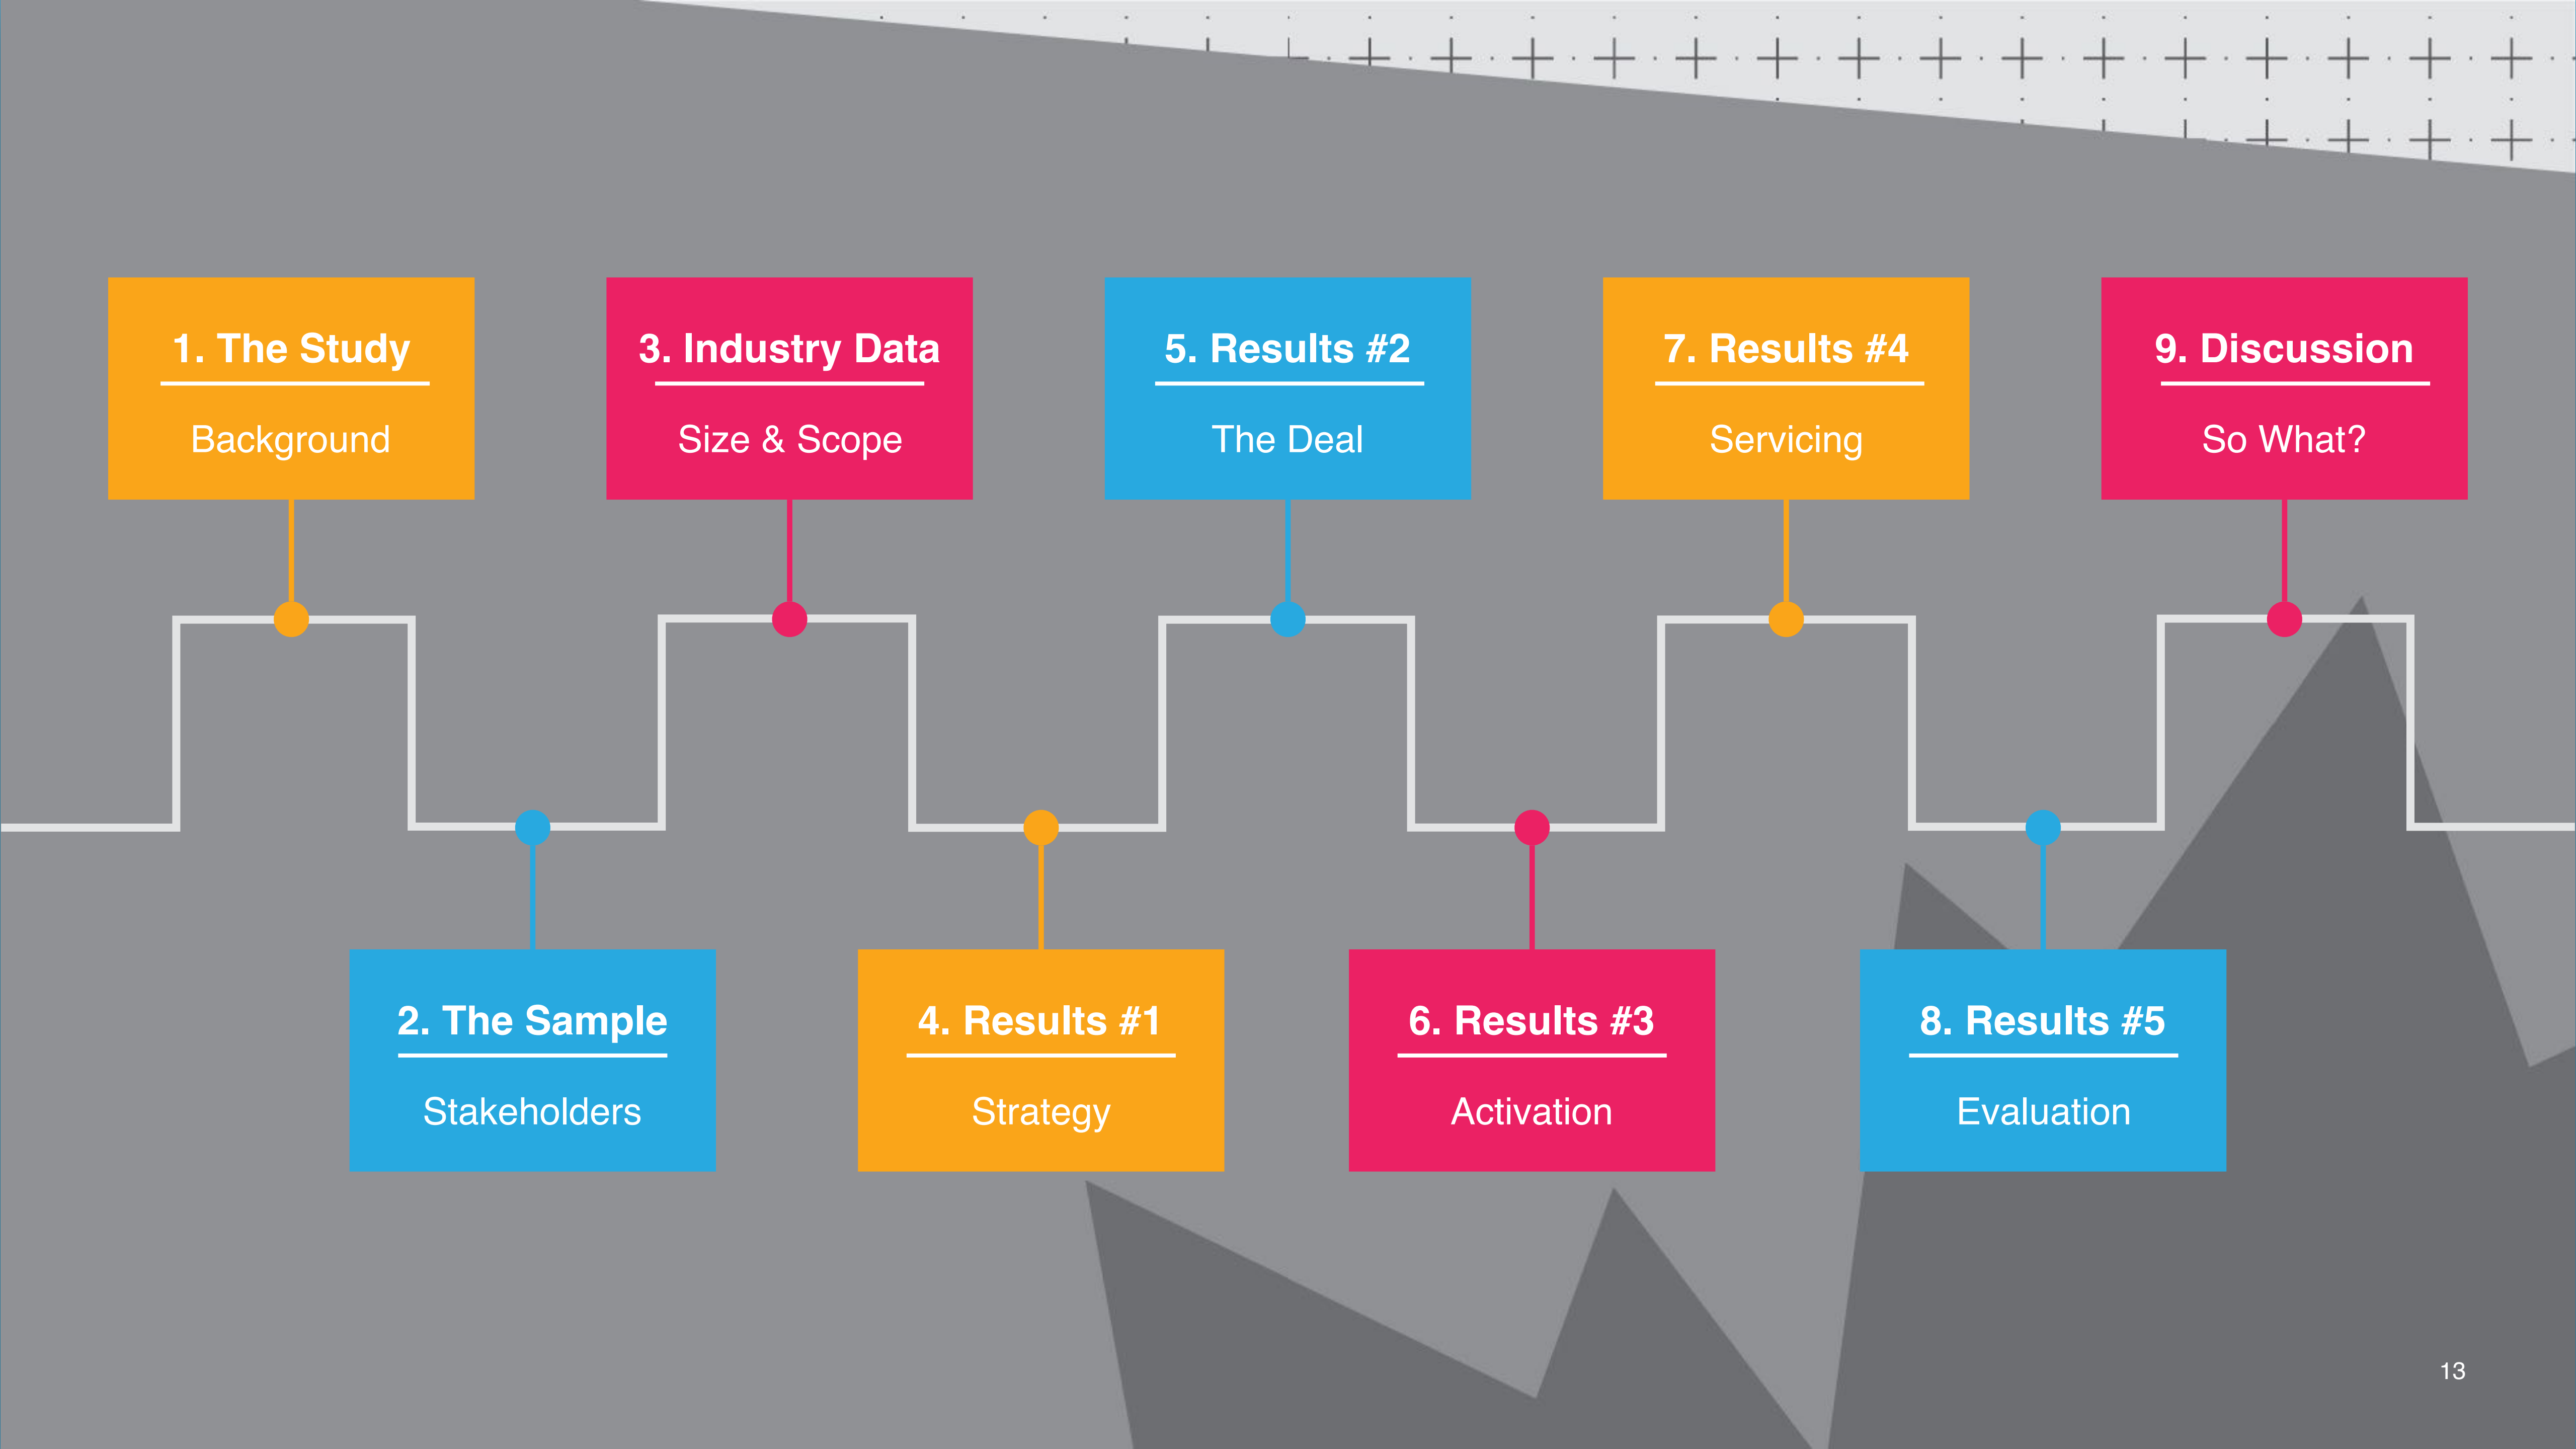 1. The Study
Background
2. The Sample
Stakeholders
3. Industry Data
Size & Scope
4. Results #1
Strategy
5. Results #2
The Deal
6. Results #3
Activation
7. Results #4
Servicing
8. Results #5
Evaluation
9. Discussion
So What?
13